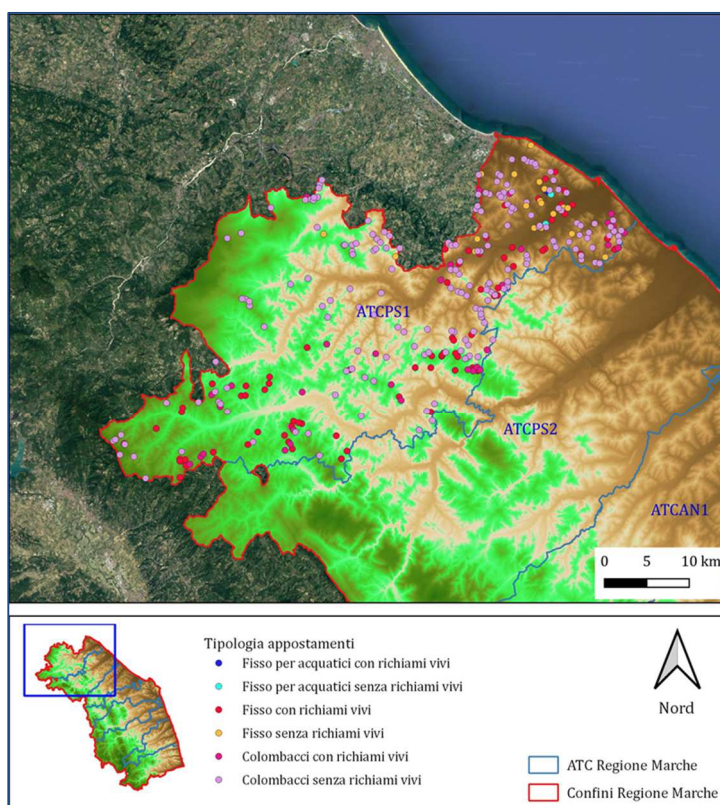 ATCPS1
ATCPS2
ATCAN1
0 5 10 km
Tipologia appostamenti
Fisso per acquatici con richiami vivi
Fisso per acquatici senza richiami vivi
Fisso con richiami vivi
Fisso senza richiami vivi
Colombacci con richiami vivi
Colombacci senza richiami vivi
Nord
ATC Regione Marche
Confini Regione Marche